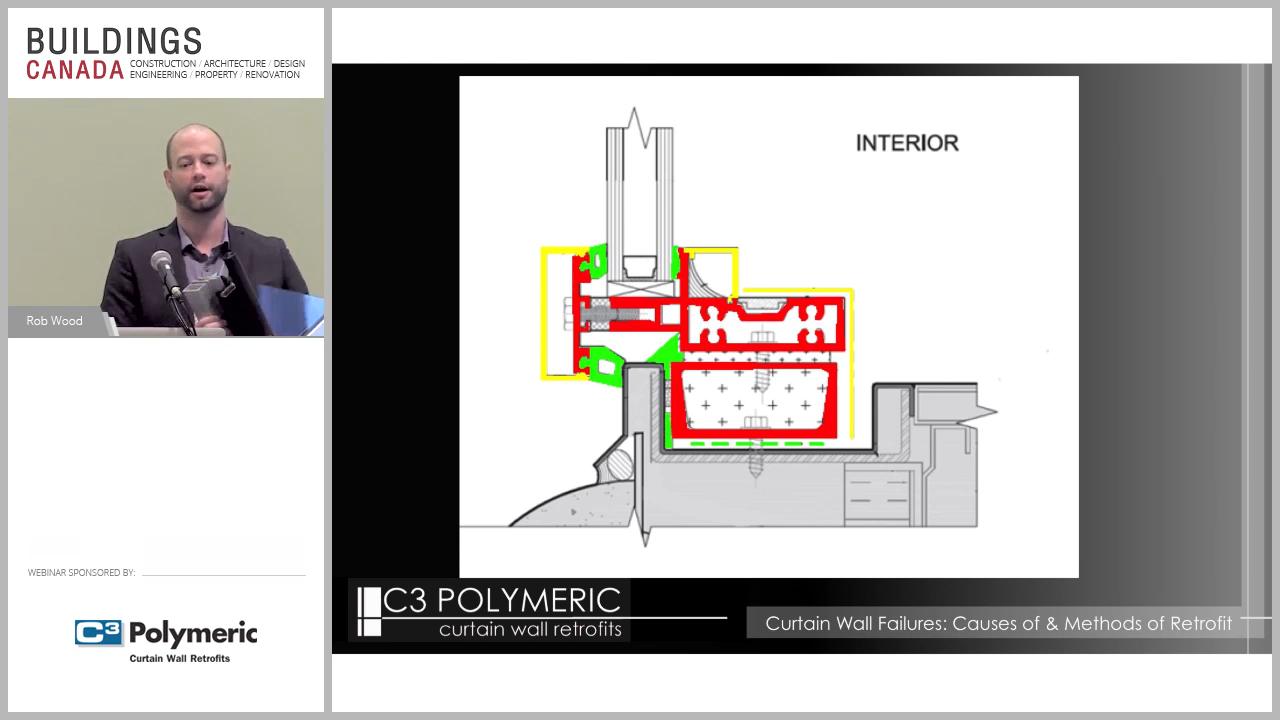 BUILDINGS
CANADA
CONSTRUCTION / ARCHITECTURE / DESIGN
ENGINEERING / PROPERTY / RENOVATION
Rob Wood
WEBINAR SPONSORED BY:
C3 Polymeric
Curtain Wall Retrofits
INTERIOR
C3 POLYMERIC
curtain wall retrofits
Curtain Wall Failures: Causes of & Methods of Retrofit